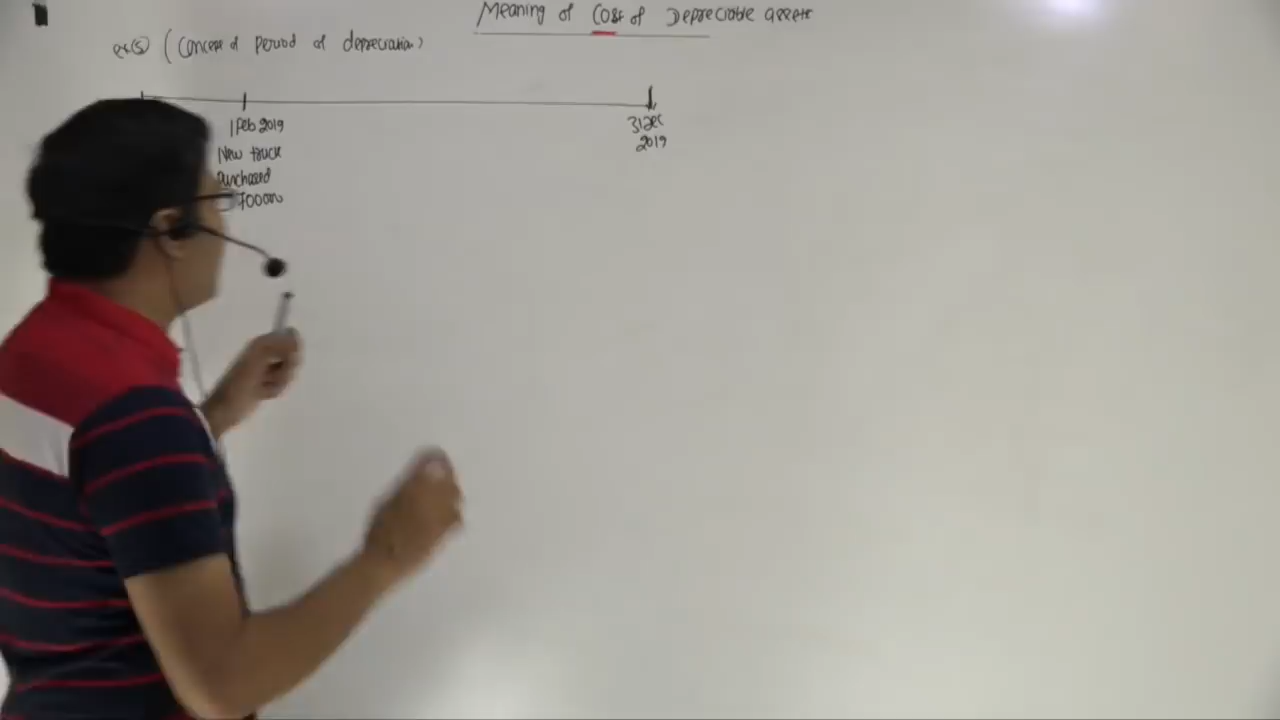 Meaning of Cost of Depreciable assets
ex(5) (Concept of period of depreciation)
1 Feb 2019
New truck
purchased
31 Dec
2019